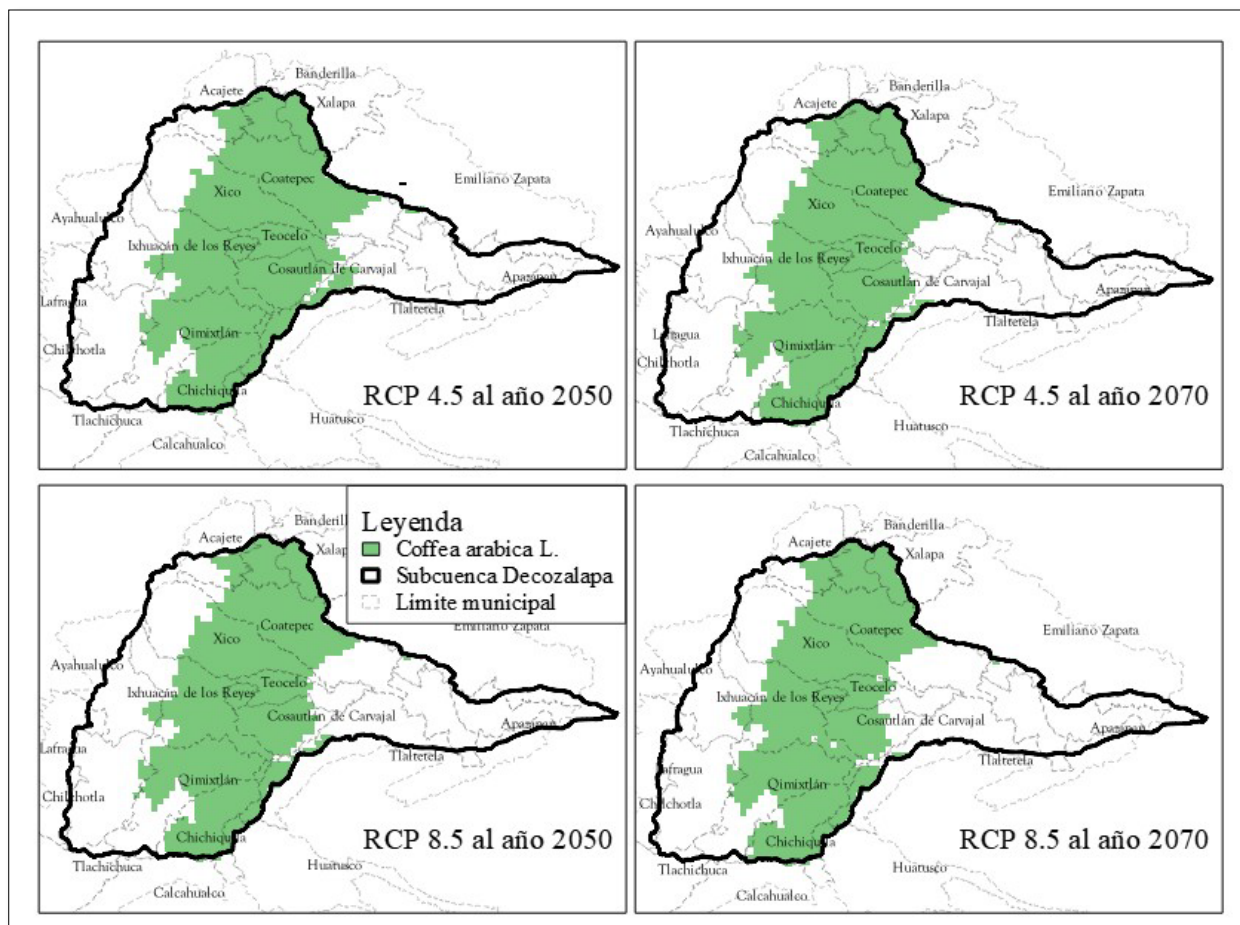 Banderilla
Acajete
Xalapa
Coatepec
Emiliano Zapata
Xico
Ayahualulco
Teocelo
Ixhuacán de los Reyes
Cosautlán de Carvajal
Apazapan
Lafragua
Tlaltetela
Qimixtlán
Chilchotla
Chichiquila
RCP 4.5 al año 2050
Tlachichuca
Huatusco
Calcahualco
Banderilla
Acajete
Xalapa
Coatepec
Emiliano Zapata
Xico
Ayahualulco
Teocelo
Ixhuacán de los Reyes
Cosautlán de Carvajal
Apazapan
Lafragua
Tlaltetela
Qimixtlán
Chilchotla
Chichiquila
RCP 4.5 al año 2070
Tlachichuca
Huatusco
Calcahualco
Leyenda
Coffea arabica L.
Subcuenca Decozalapa
Limite municipal
Banderill
Acajete
Xalap
Coatepec
Emiliano Zapata
Xico
Ayahualulco
Teocelo
Ixhuacán de los Reyes
Cosautlán de Carvajal
Apazapan
Lafragua
Tlaltetela
Qimixtlán
Chilchotla
Chichiquila
RCP 8.5 al año 2050
Tlachichuca
Huatusco
Calcahualco
Banderilla
Acajete
Xalapa
Coatepec
Emiliano Zapata
Xico
Ayahualulco
Teocelo
Ixhuacán de los Reyes
Cosautlán de Carvajal
Apazapan
Lafragua
Tlaltetela
Qimixtlán
Chilchotla
Chichiquila
RCP 8.5 al año 2070
Tlachichuca
Huatusco
Calcahualco